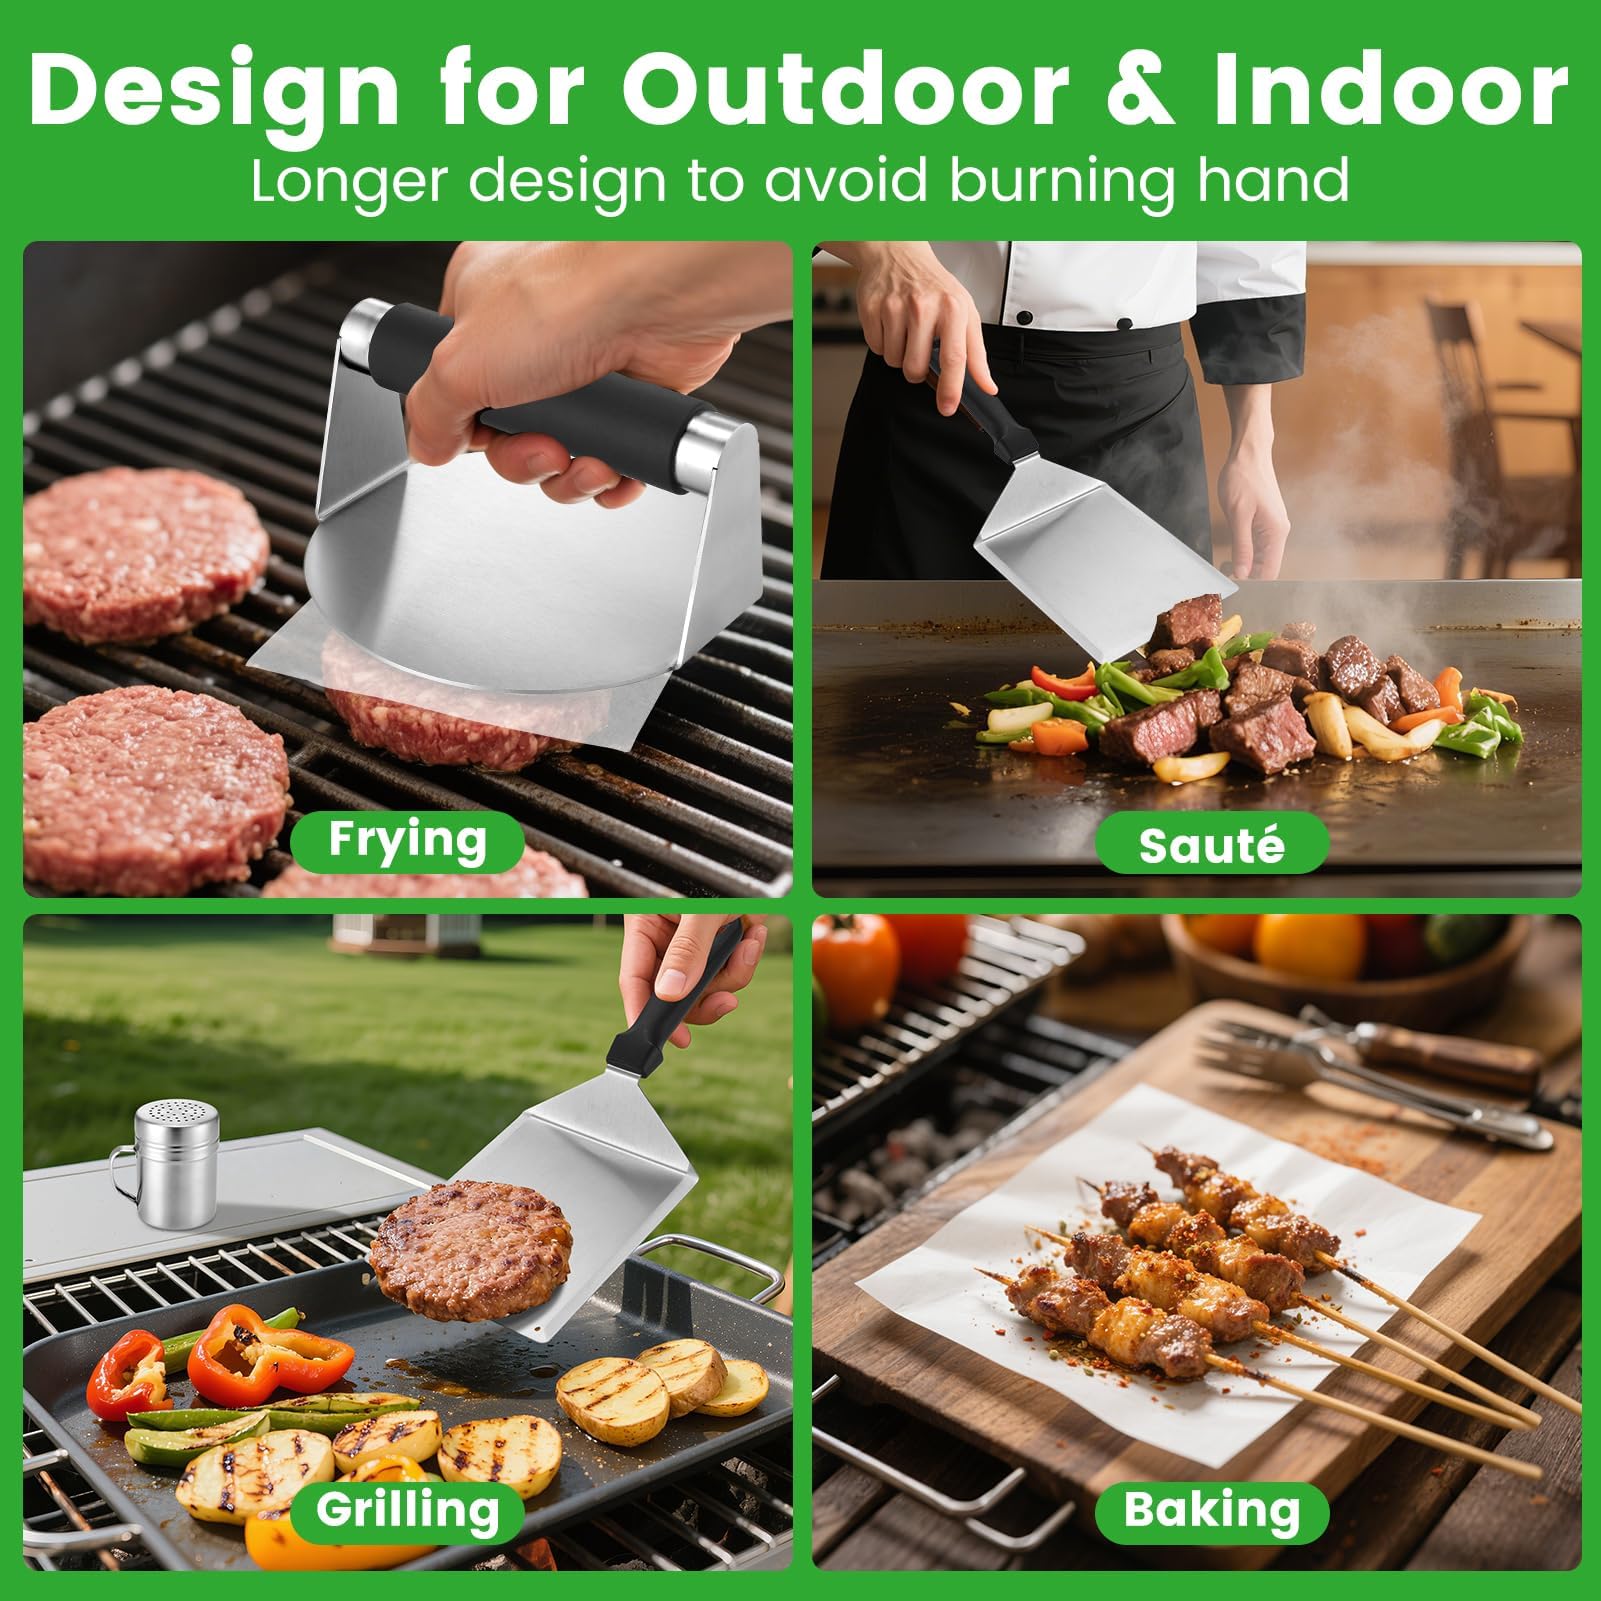 Design for Outdoor & Indoor
Longer design to avoid burning hand
Frying
Sauté
Grilling
Baking